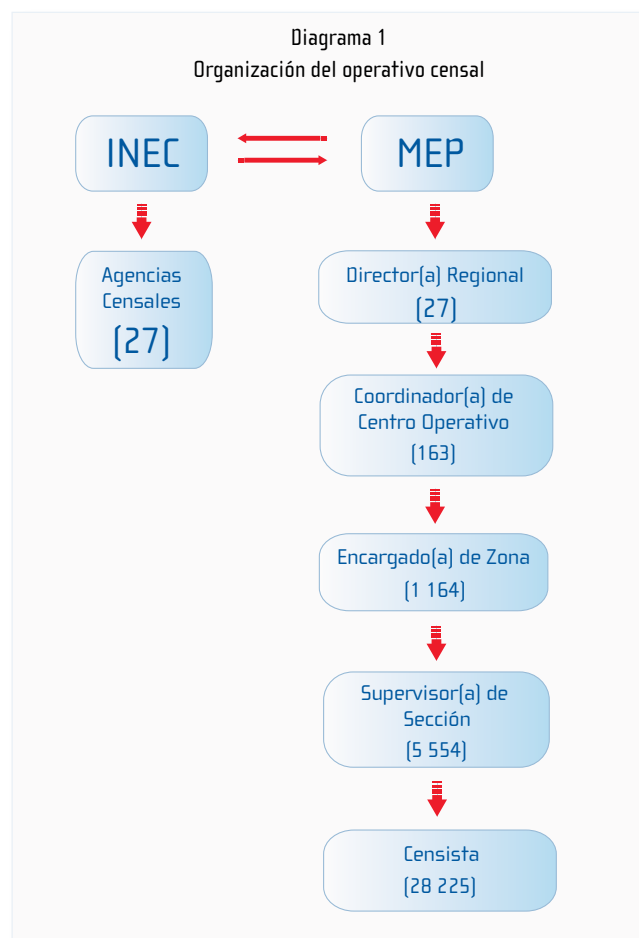 Diagrama 1
Organización del operativo censal
INEC
MEP
Agencias
Censales
(27)
Director(a) Regional
(27)
Coordinador(a) de
Centro Operativo
(163)
Encargado(a) de Zona
(1 164)
Supervisor(a) de
Sección
(5 554)
Censista
(28 225)